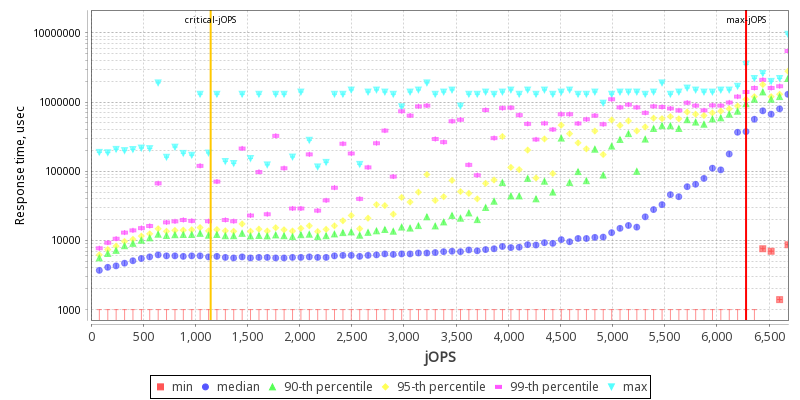 critical-jOPS max-jOPS
10000000
1000000
100000
10000
1000
Response time, usec
0 500 1,000 1,500 2,000 2,500 3,000 3,500 4,000 4,500 5,000 5,500 6,000 6,500
jOPS
min median 90-th percentile 95-th percentile 99-th percentile max